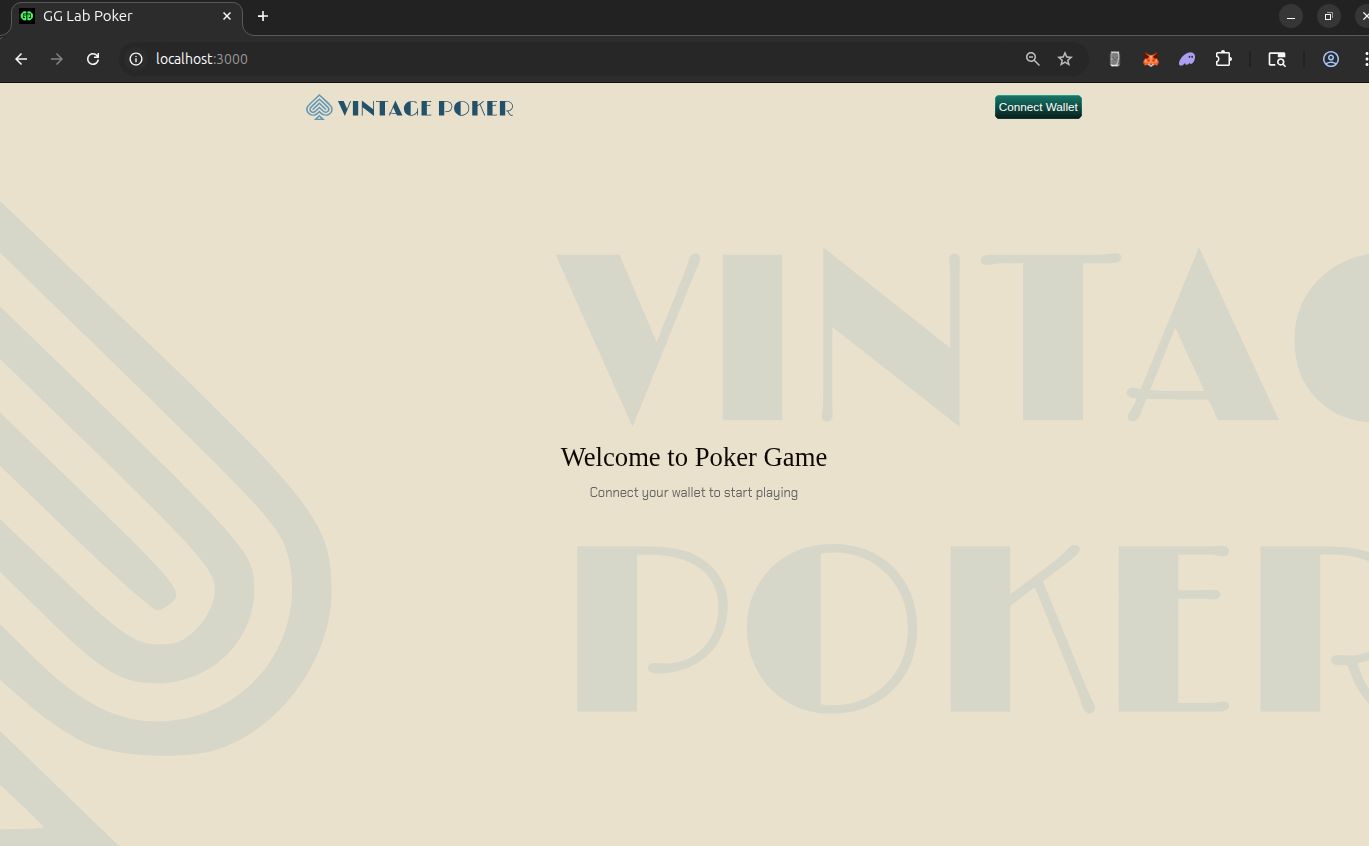 GG Lab Poker
localhost:3000
VINTAGE POKER
Connect Wallet
VINTAG
Welcome to Poker Game
Connect your wallet to start playing
POKER